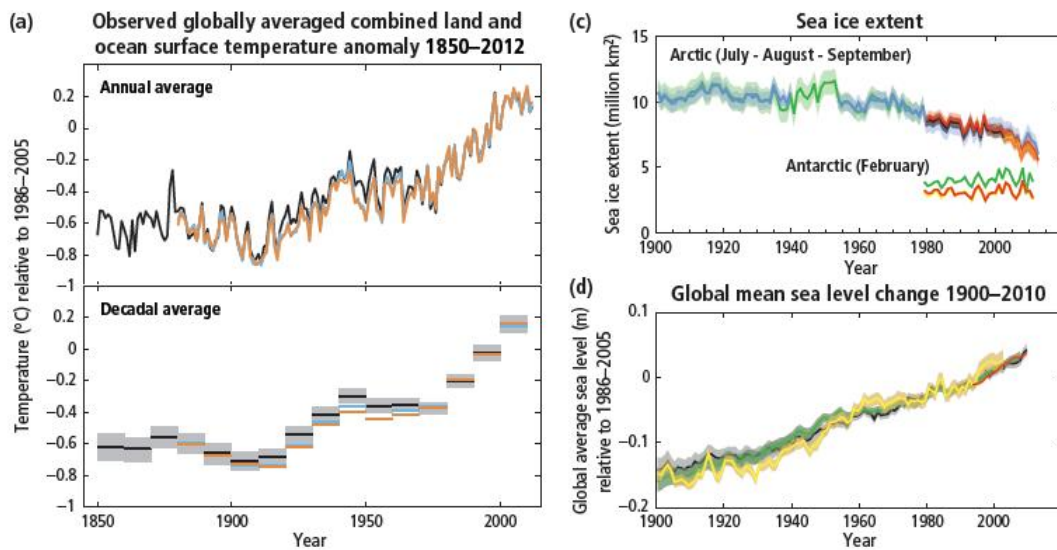 (a)
Observed globally averaged combined land and
ocean surface temperature anomaly 1850–2012
Annual average
0.2
0
−0.2
−0.4
−0.6
−0.8
−1
Decadal average
0.2
0
−0.2
−0.4
−0.6
−0.8
−1
Temperature (°C) relative to 1986–2005
1850
1900
1950
2000
Year
(c)
Sea ice extent
Arctic (July - August - September)
Antarctic (February)
15
10
5
0
Sea ice extent (million km²)
1900
1920
1940
1960
1980
2000
Year
(d)
Global mean sea level change 1900–2010
0.1
0
−0.1
−0.2
Global average sea level (m)
relative to 1986–2005
1900
1920
1940
1960
1980
2000
Year